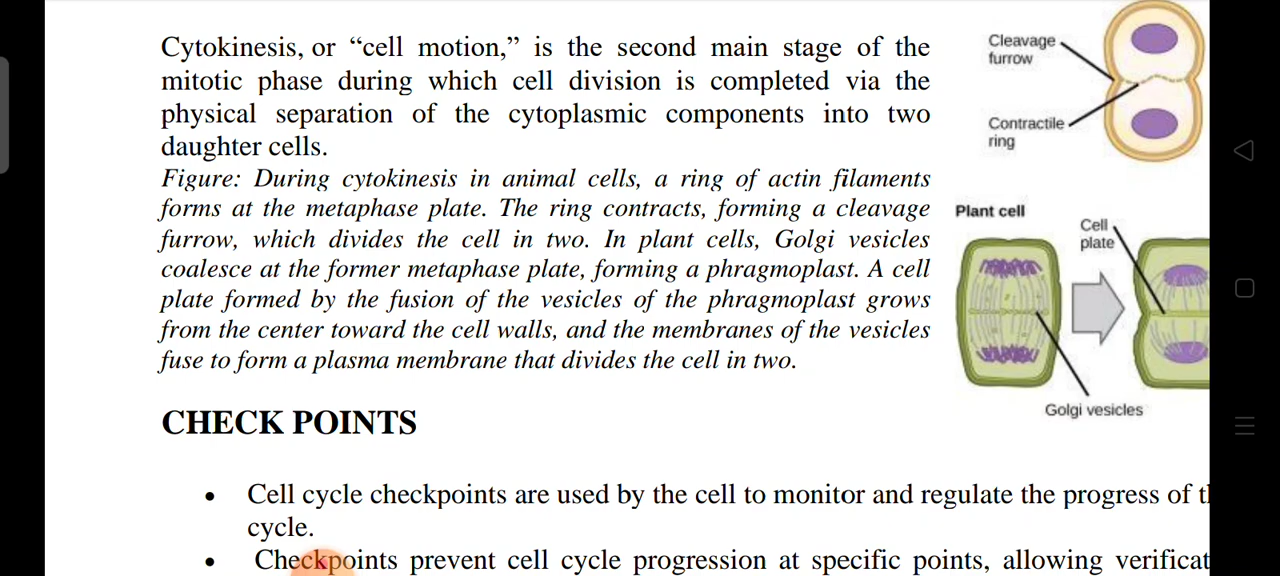 Cytokinesis, or “cell motion,” is the second main stage of the
mitotic phase during which cell division is completed via the
physical separation of the cytoplasmic components into two
daughter cells.
Figure: During cytokinesis in animal cells, a ring of actin filaments
forms at the metaphase plate. The ring contracts, forming a cleavage
furrow, which divides the cell in two. In plant cells, Golgi vesicles
coalesce at the former metaphase plate, forming a phragmoplast. A cell
plate formed by the fusion of the vesicles of the phragmoplast grows
from the center toward the cell walls, and the membranes of the vesicles
fuse to form a plasma membrane that divides the cell in two.
Cleavage
furrow
Contractile
ring
Plant cell
Cell
plate
Golgi vesicles
CHECK POINTS
• Cell cycle checkpoints are used by the cell to monitor and regulate the progress of
cycle.
• Checkpoints prevent cell cycle progression at specific points, allowing